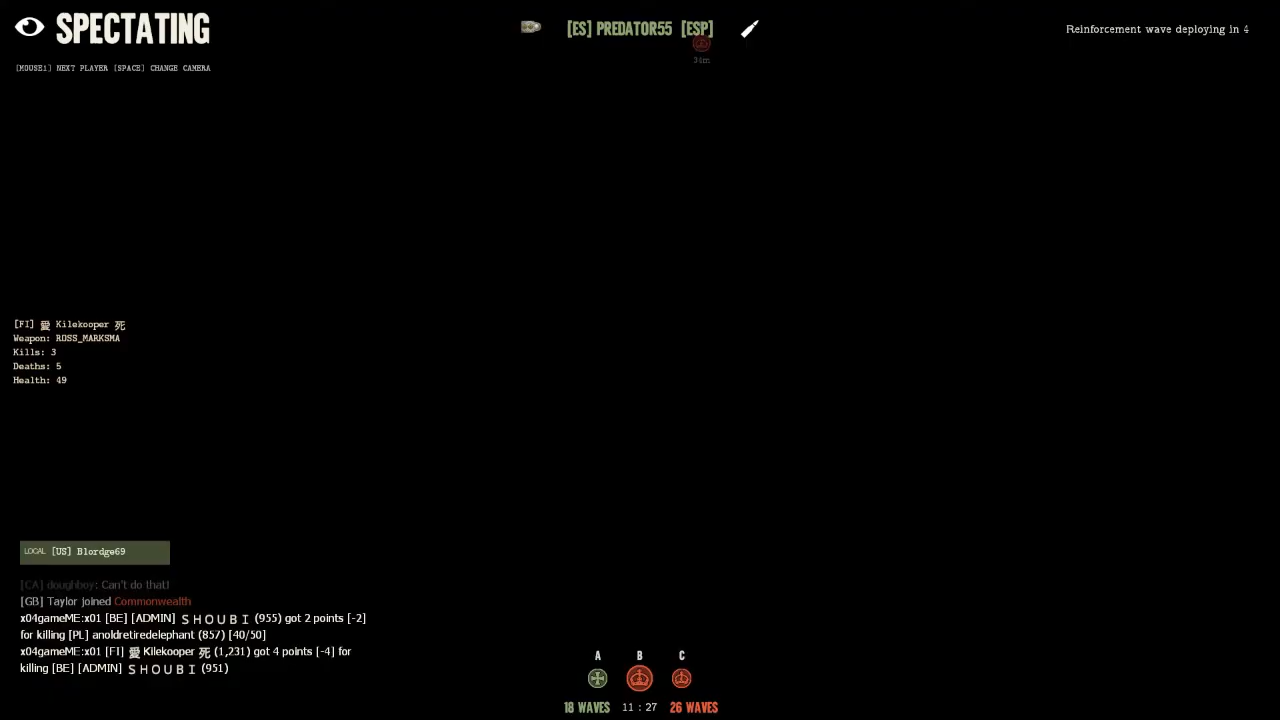 SPECTATING
[MOUSE1] NEXT PLAYER [SPACE] CHANGE CAMERA
[ES] PREDATOR55 [ESP]
Reinforcement wave deploying in 4
[FI] 愛 Kilekooper 死
Weapon: ROSS_MARKSMA
Kills: 3
Deaths: 5
Health: 49
LOCAL [US] Blordge69
[CA] doughboy: Can't do that!
[GB] Taylor joined Commonwealth
x04gameME:x01 [BE] [ADMIN] ＳＨＯＵＢＩ (955) got 2 points [-2]
for killing [PL] anoldretiredelephant (857) [40/50]
x04gameME:x01 [FI] 愛 Kilekooper 死 (1,231) got 4 points [-4] for
killing [BE] [ADMIN] ＳＨＯＵＢＩ (951)
A B C
18 WAVES 11 : 27 26 WAVES